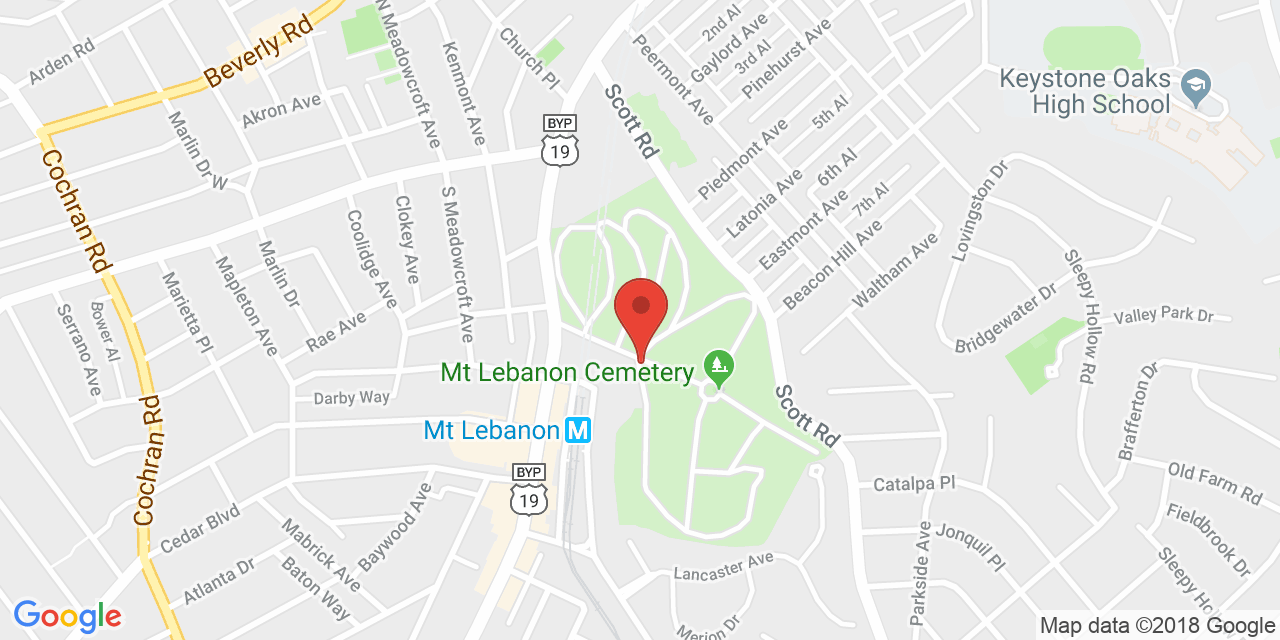 Arden Rd
Beverly Rd
N Meadowcroft Ave
Kenmont Ave
Church Pl
Peermont Ave
2nd Al
Gaylord Ave
3rd Al
Pinehurst Ave
Keystone Oaks
High School
Akron Ave
Marlin Dr W
BYP
19
Scott Rd
5th Al
Piedmont Ave
6th Al
Latonia Ave
7th Al
Eastmont Ave
Beacon Hill Ave
Waltham Ave
Lovingston Dr
Cochran Rd
Coolidge Ave
Clokey Ave
S Meadowcroft Ave
Marlin Dr
Mapleton Ave
Marietta Pl
Bower Al
Serrano Ave
Rae Ave
Sleepy Hollow Rd
Bridgewater Dr
Valley Park Dr
Mt Lebanon Cemetery
Darby Way
Mt Lebanon M
Scott Rd
Brafferton Dr
Cochran Rd
BYP
19
Catalpa Pl
Old Farm Rd
Cedar Blvd
Baywood Ave
Mabrick Ave
Parkside Ave
Jonquil Pl
Fieldbrook Dr
Atlanta Dr
Baton Way
Lancaster Ave
Merion Dr
Sleepy Hollo
Google
Map data ©2018 Google